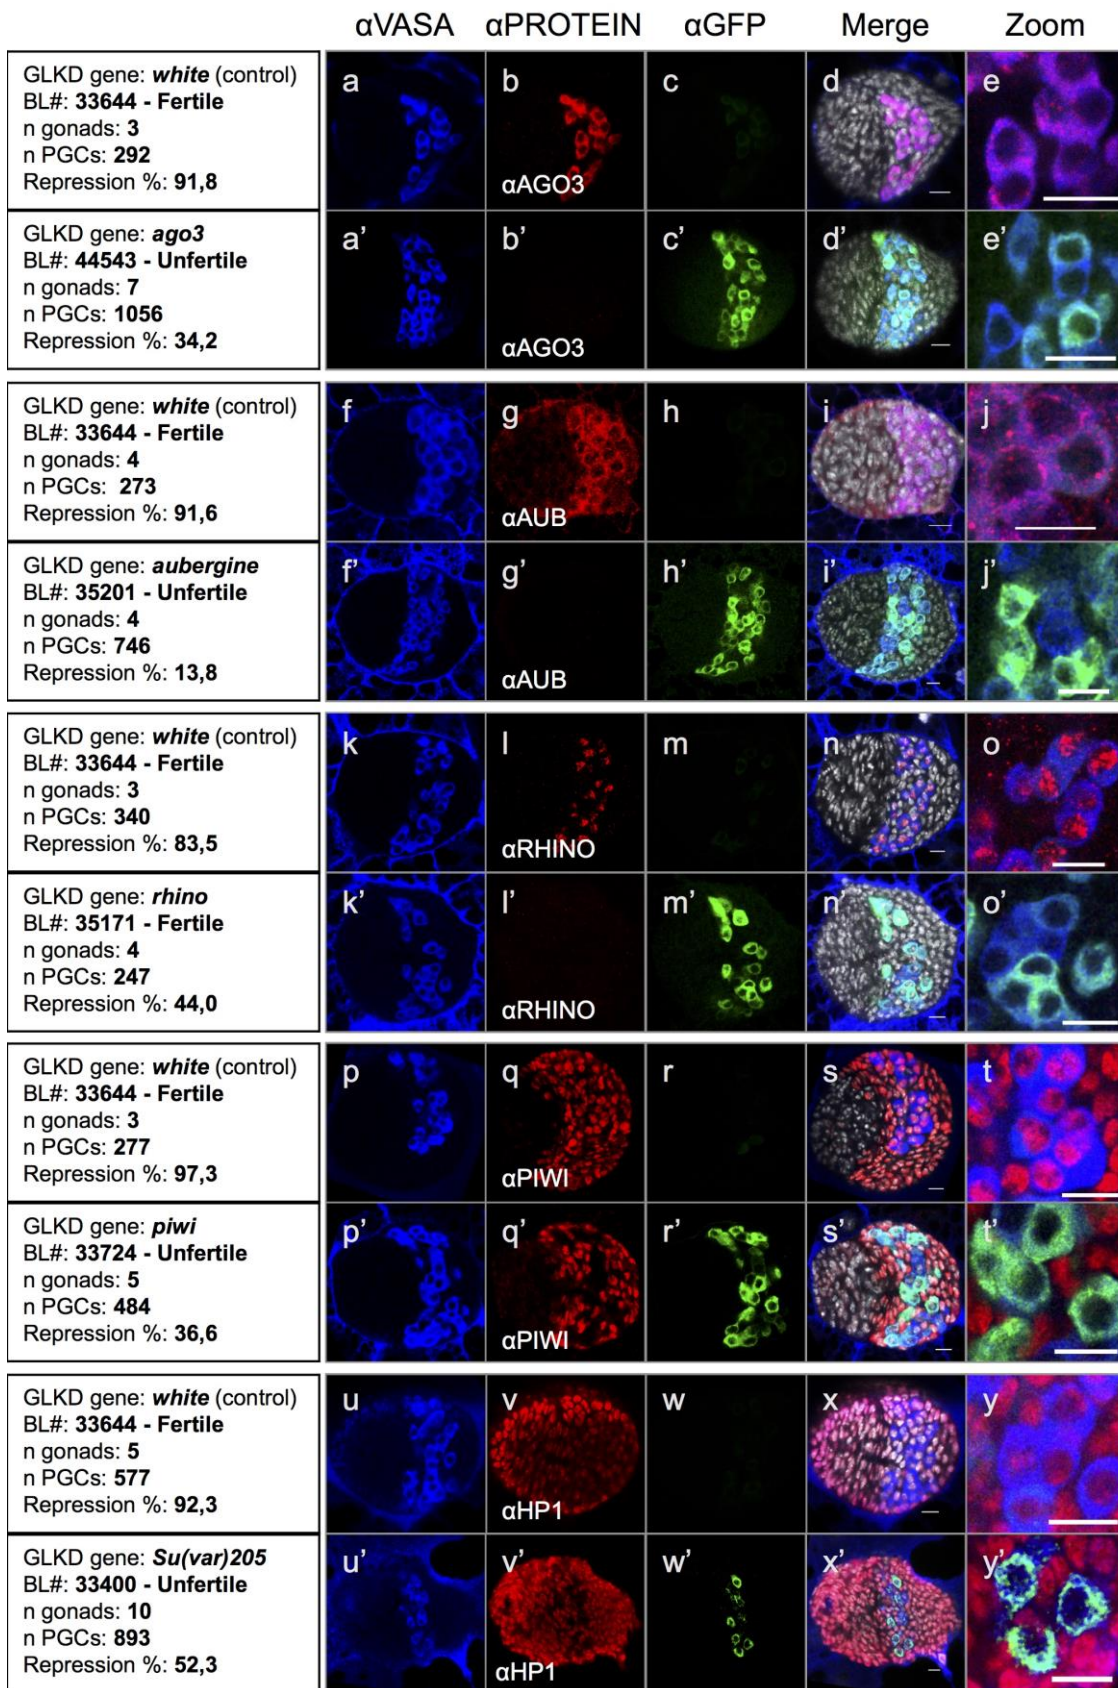 αVASA αPROTEIN αGFP Merge Zoom
GLKD gene: white (control)
BL#: 33644 - Fertile
n gonads: 3
n PGCs: 292
Repression %: 91,8
a b c d e
αAGO3
GLKD gene: ago3
BL#: 44543 - Unfertile
n gonads: 7
n PGCs: 1056
Repression %: 34,2
a’ b’ c’ d’ e’
αAGO3
GLKD gene: white (control)
BL#: 33644 - Fertile
n gonads: 4
n PGCs: 273
Repression %: 91,6
f g h i j
αAUB
GLKD gene: aubergine
BL#: 35201 - Unfertile
n gonads: 4
n PGCs: 746
Repression %: 13,8
f’ g’ h’ i’ j’
αAUB
GLKD gene: white (control)
BL#: 33644 - Fertile
n gonads: 3
n PGCs: 340
Repression %: 83,5
k l m n o
αRHINO
GLKD gene: rhino
BL#: 35171 - Fertile
n gonads: 4
n PGCs: 247
Repression %: 44,0
k’ l’ m’ n’ o’
αRHINO
GLKD gene: white (control)
BL#: 33644 - Fertile
n gonads: 3
n PGCs: 277
Repression %: 97,3
p q r s t
αPIWI
GLKD gene: piwi
BL#: 33724 - Unfertile
n gonads: 5
n PGCs: 484
Repression %: 36,6
p’ q’ r’ s’ t’
αPIWI
GLKD gene: white (control)
BL#: 33644 - Fertile
n gonads: 5
n PGCs: 577
Repression %: 92,3
u v w x y
αHP1
GLKD gene: Su(var)205
BL#: 33400 - Unfertile
n gonads: 10
n PGCs: 893
Repression %: 52,3
u’ v’ w’ x’ y’
αHP1